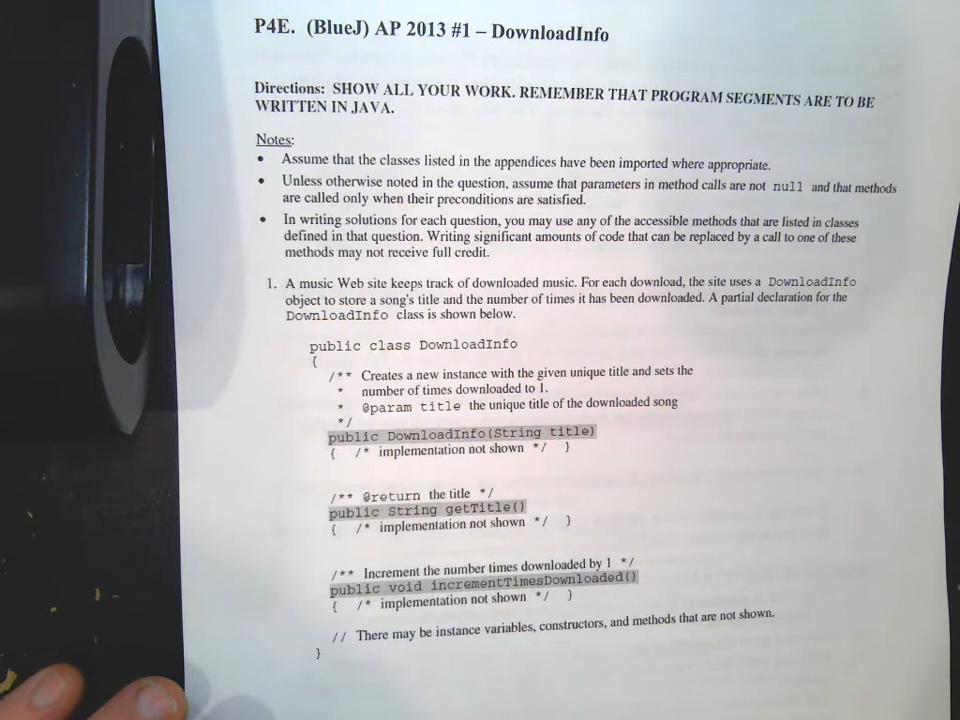 P4E. (BlueJ) AP 2013 #1 – DownloadInfo
Directions: SHOW ALL YOUR WORK. REMEMBER THAT PROGRAM SEGMENTS ARE TO BE
WRITTEN IN JAVA.
Notes:
• Assume that the classes listed in the appendices have been imported where appropriate.
• Unless otherwise noted in the question, assume that parameters in method calls are not null and that methods
are called only when their preconditions are satisfied.
• In writing solutions for each question, you may use any of the accessible methods that are listed in classes
defined in that question. Writing significant amounts of code that can be replaced by a call to one of these
methods may not receive full credit.
1. A music Web site keeps track of downloaded music. For each download, the site uses a DownloadInfo
object to store a song's title and the number of times it has been downloaded. A partial declaration for the
DownloadInfo class is shown below.
public class DownloadInfo
{
/** Creates a new instance with the given unique title and sets the
* number of times downloaded to 1.
* @param title the unique title of the downloaded song
*/
public DownloadInfo(String title)
{ /* implementation not shown */ }
/** @return the title */
public String getTitle()
{ /* implementation not shown */ }
/** Increment the number times downloaded by 1 */
public void incrementTimesDownloaded()
{ /* implementation not shown */ }
// There may be instance variables, constructors, and methods that are not shown.
}